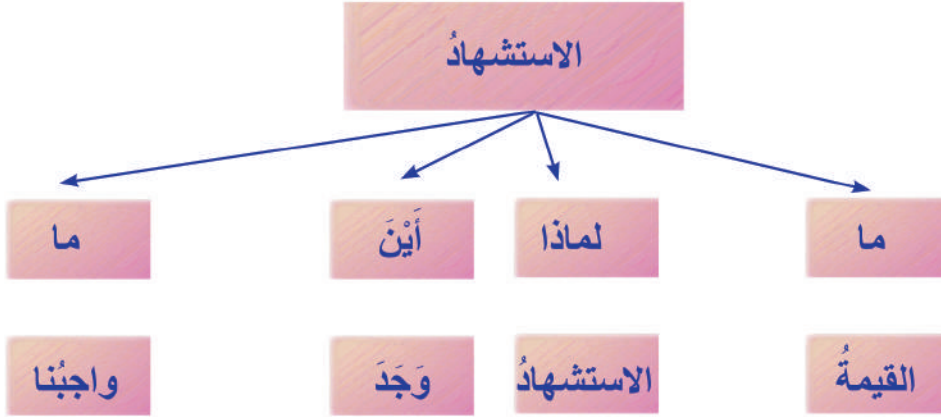 الاستشهادُ
ما
لماذا
أَيْنَ
ما
القيمةُ
الاستشهادُ
وَجَدَ
واجبُنا